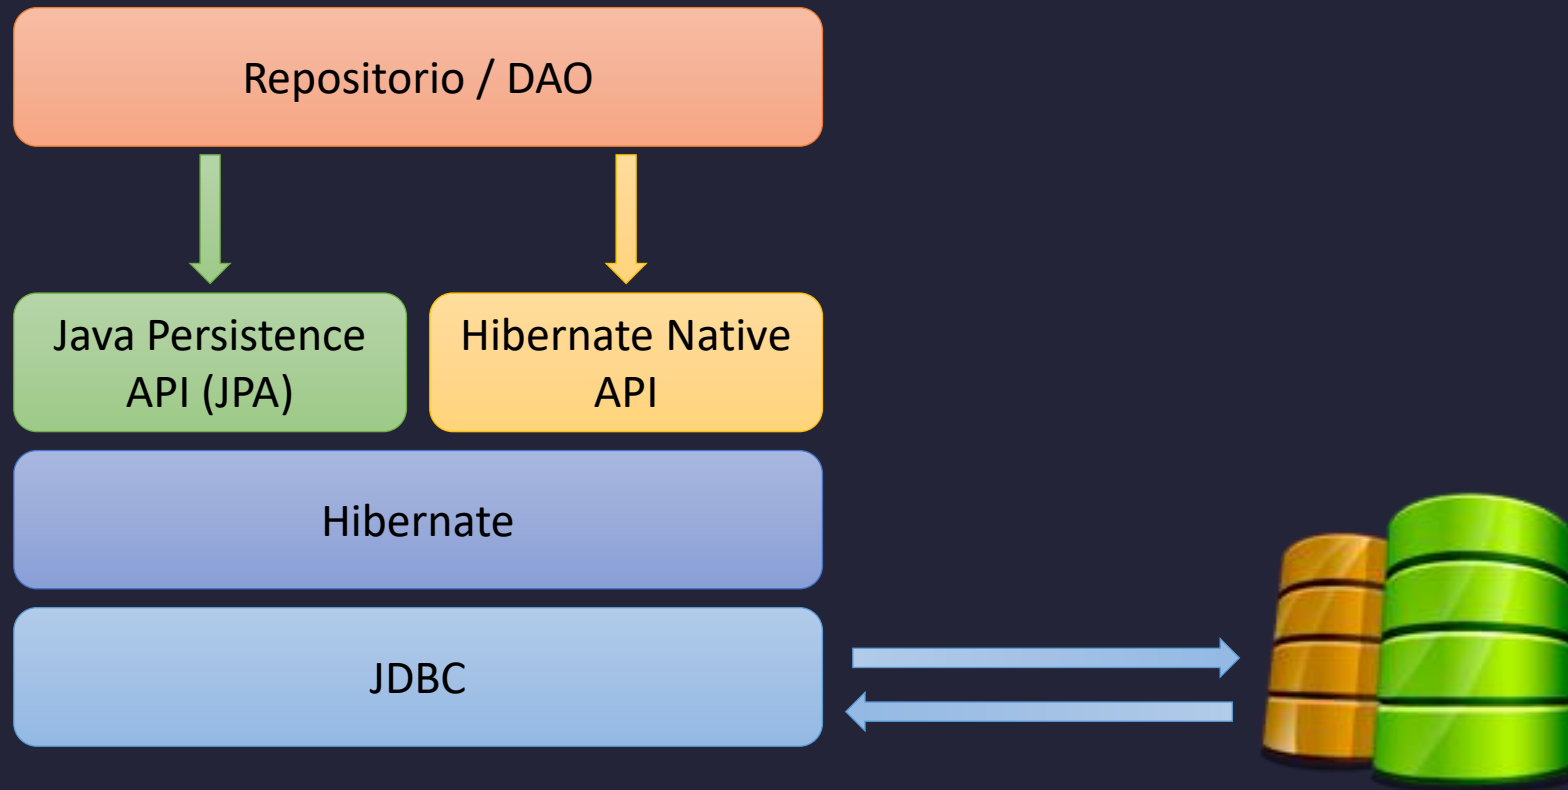 Repositorio / DAO
Java Persistence
API (JPA)
Hibernate Native
API
Hibernate
JDBC